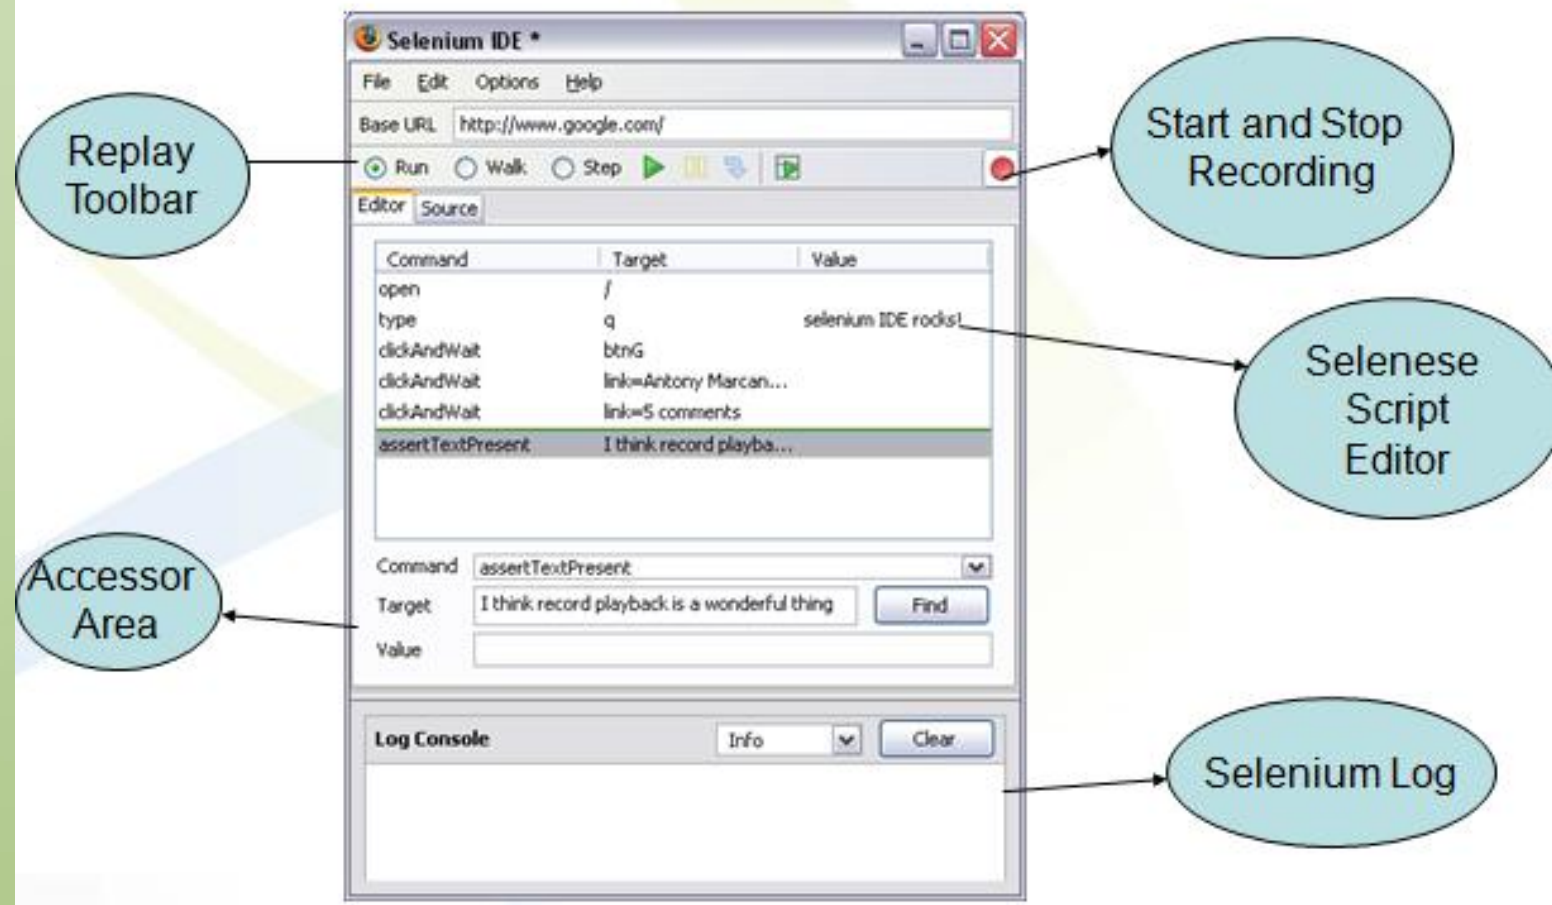 Selenium IDE *
File Edit Options Help
Base URL http://www.google.com/
Run Walk Step
Editor Source
Command Target Value
open /
type q selenium IDE rocks!
clickAndWait btnG
clickAndWait link=Antony Marcan...
clickAndWait link=5 comments
assertTextPresent I think record playba...
Command assertTextPresent
Target I think record playback is a wonderful thing Find
Value
Log Console Info Clear
Replay
Toolbar
Start and Stop
Recording
Selenese
Script
Editor
Accessor
Area
Selenium Log